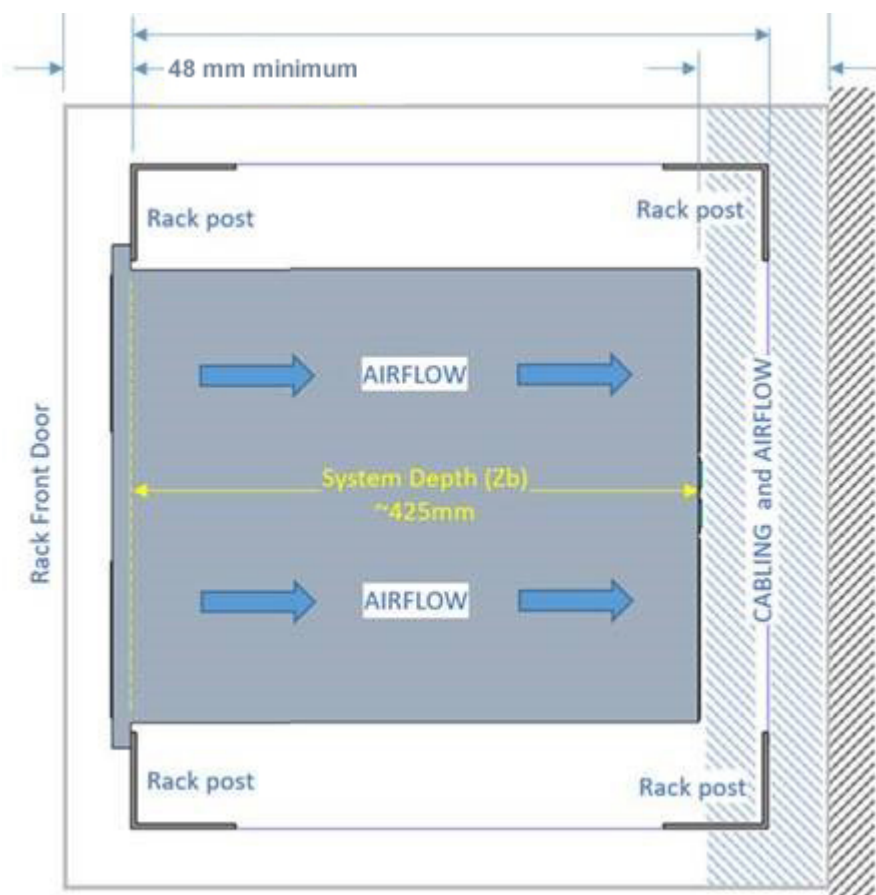 48 mm minimum
Rack post
Rack post
AIRFLOW
Rack Front Door
System Depth (Zb)
~425mm
CABLING and AIRFLOW
AIRFLOW
Rack post
Rack post